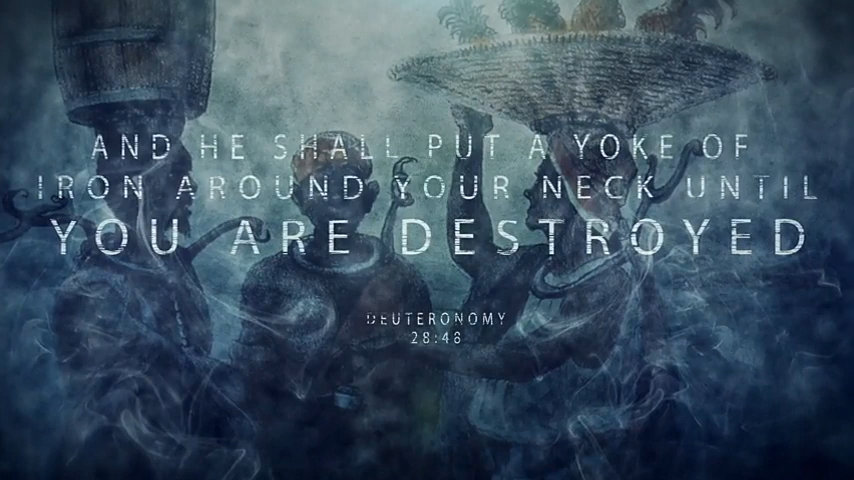 AND HE SHALL PUT A YOKE OF
IRON AROUND YOUR NECK UNTIL
YOU ARE DESTROYED
DEUTERONOMY
28:48